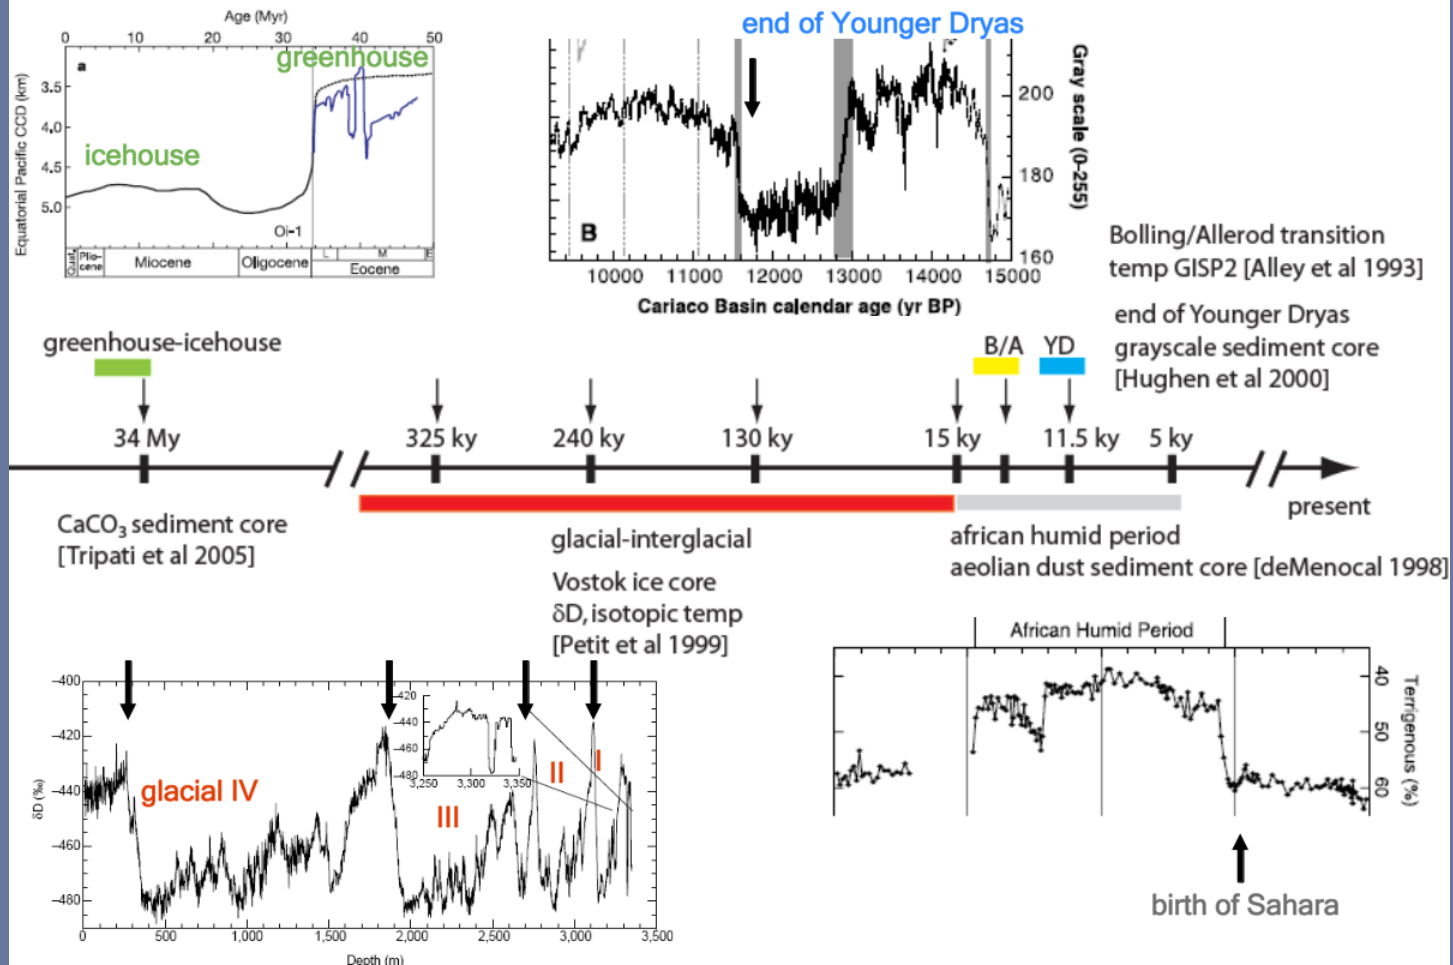 Age (Myr)
0 10 20 30 40 50
greenhouse
a
3.5
4.0
4.5
5.0
Equatorial Pacific CCD (km)
icehouse
Oi-1
Quat. Plio-cene Miocene Oligocene L M E
Eocene
end of Younger Dryas
200
180
160
Gray scale (0-255)
B
10000 11000 12000 13000 14000 15000
Cariaco Basin calendar age (yr BP)
Bolling/Allerod transition
temp GISP2 [Alley et al 1993]
end of Younger Dryas
grayscale sediment core
[Hughen et al 2000]
greenhouse-icehouse
B/A YD
34 My 325 ky 240 ky 130 ky 15 ky 11.5 ky 5 ky
present
CaCO₃ sediment core
[Tripati et al 2005]
glacial-interglacial
Vostok ice core
δD, isotopic temp
[Petit et al 1999]
african humid period
aeolian dust sediment core [deMenocal 1998]
−400
−420
−440
−460
−480
δD (‰)
glacial IV
III
II
I
−420
−440
−460
−480
3,250 3,300 3,350
0 500 1,000 1,500 2,000 2,500 3,000 3,500
Depth (m)
African Humid Period
40
50
60
Terrigenous (%)
birth of Sahara